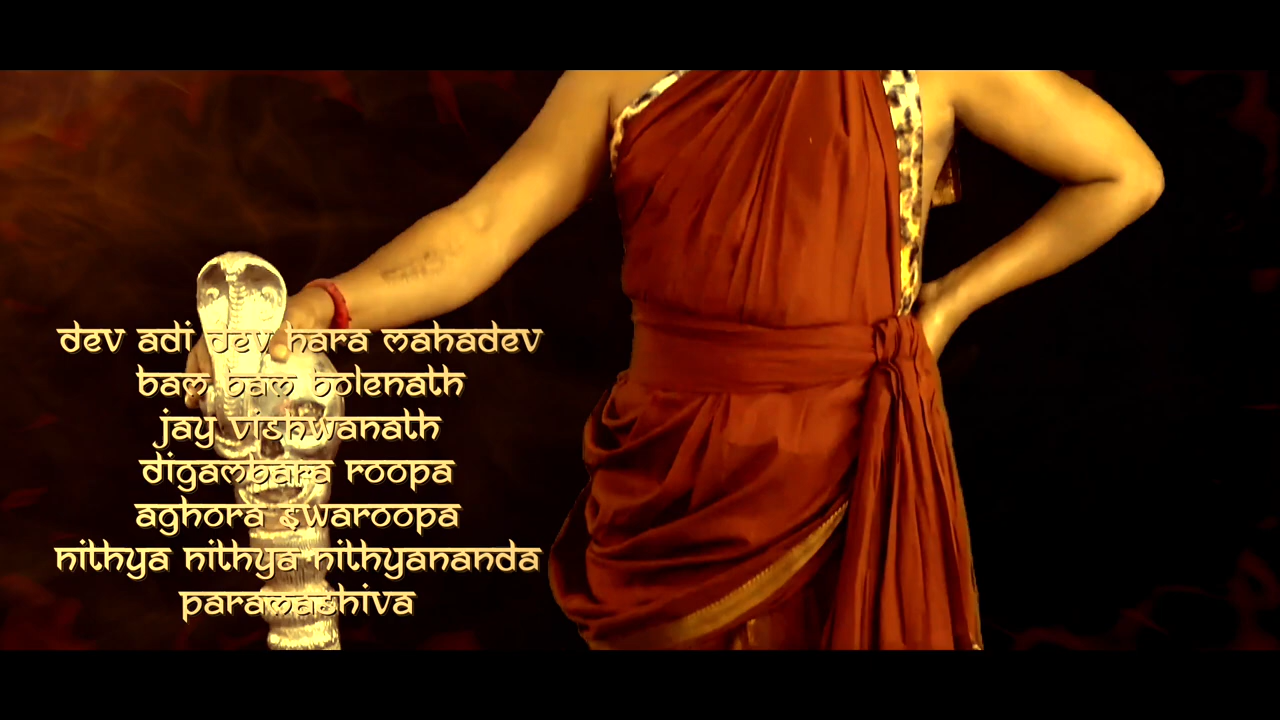 dev adi dev hara mahadev
bam bam bolenath
jay vishwanath
digambara roopa
aghora swaroopa
nithya nithya nithyananda
paramashiva